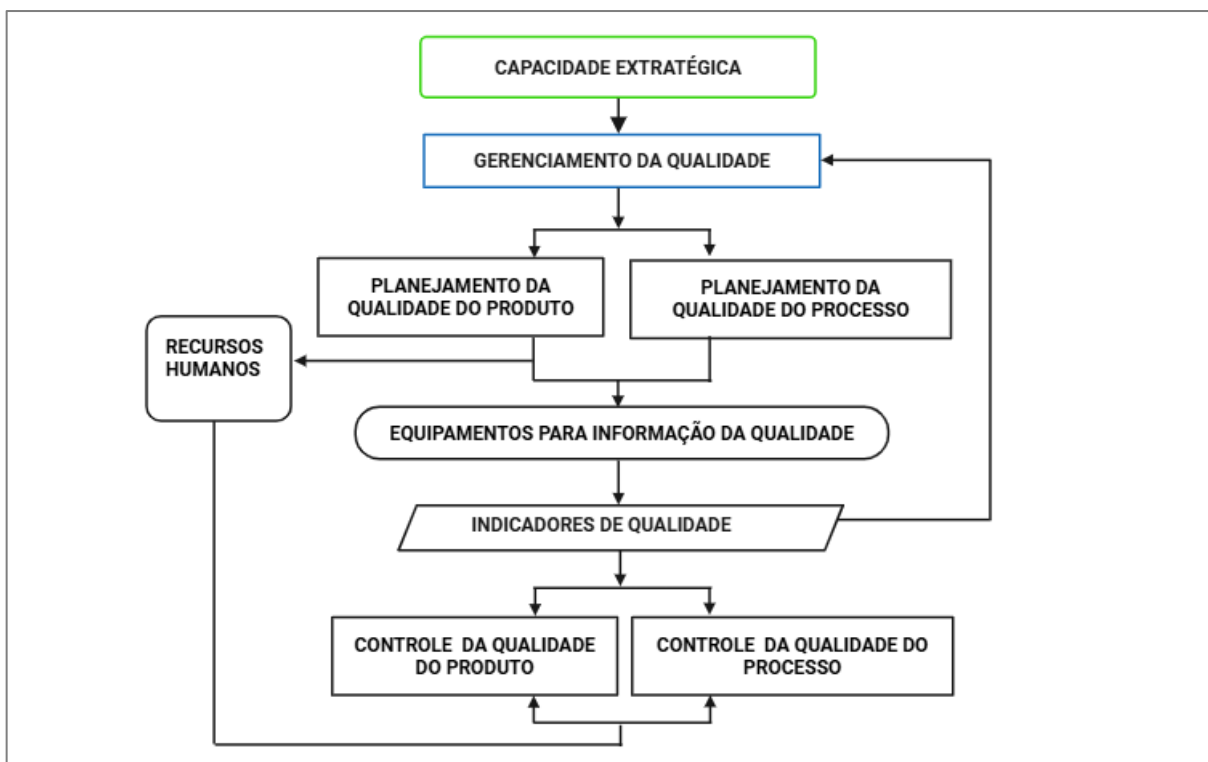 CAPACIDADE EXTRATÉGICA
GERENCIAMENTO DA QUALIDADE
PLANEJAMENTO DA
QUALIDADE DO PRODUTO
PLANEJAMENTO DA
QUALIDADE DO PROCESSO
RECURSOS
HUMANOS
EQUIPAMENTOS PARA INFORMAÇÃO DA QUALIDADE
INDICADORES DE QUALIDADE
CONTROLE DA QUALIDADE
DO PRODUTO
CONTROLE DA QUALIDADE DO
PROCESSO